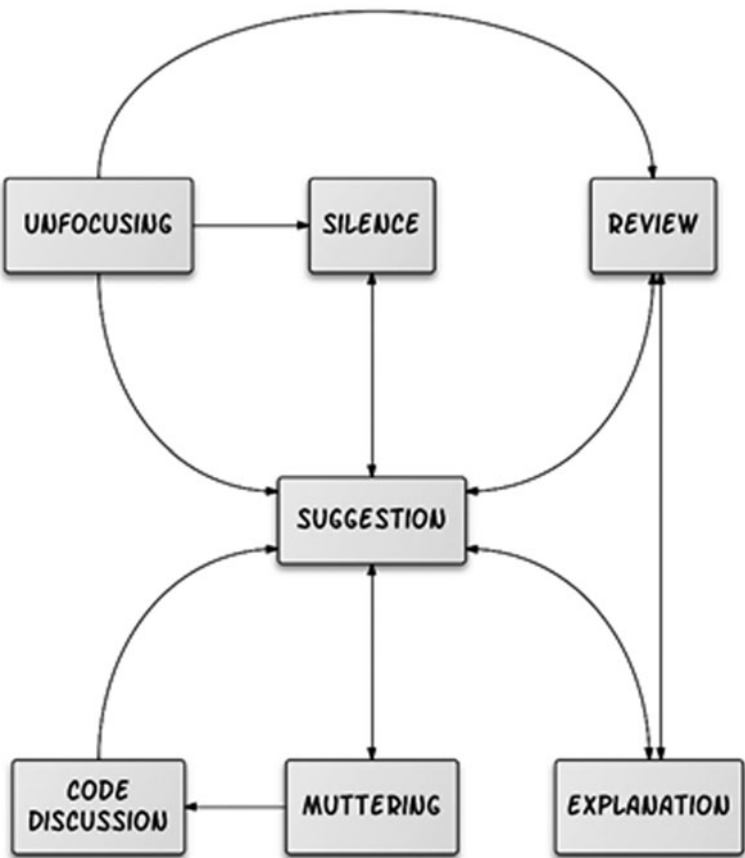 UNFOCUSING
SILENCE
REVIEW
SUGGESTION
CODE
DISCUSSION
MUTTERING
EXPLANATION